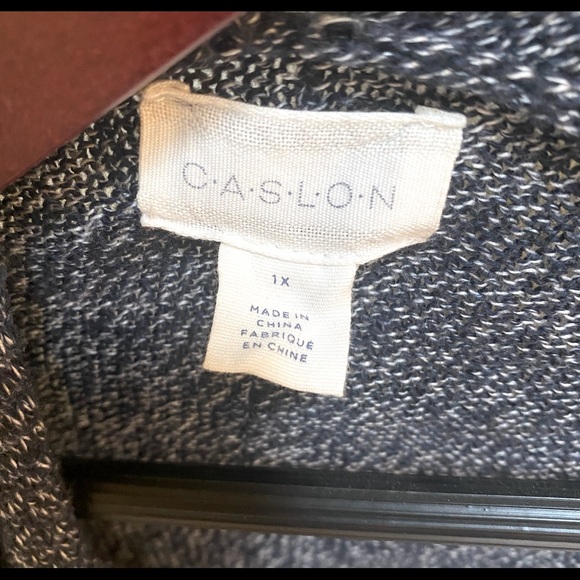 C·A·S·L·O·N
1X
MADE IN
CHINA
FABRIQUÉ
EN CHINE